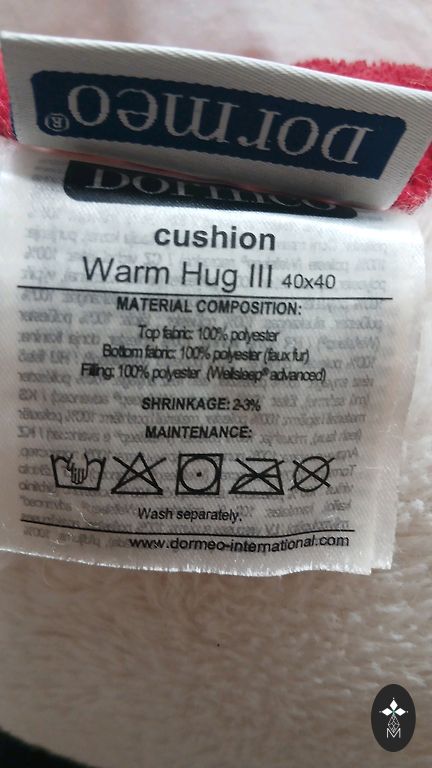 Dormeo®
Dormeo
cushion
Warm Hug III 40x40
MATERIAL COMPOSITION:
Top fabric: 100% polyester
Bottom fabric: 100% polyester (faux fur)
Filling: 100% polyester (Wellsleep® advanced)
SHRINKAGE: 2-3%
MAINTENANCE:
Wash separately.
www.dormeo-international.com
M